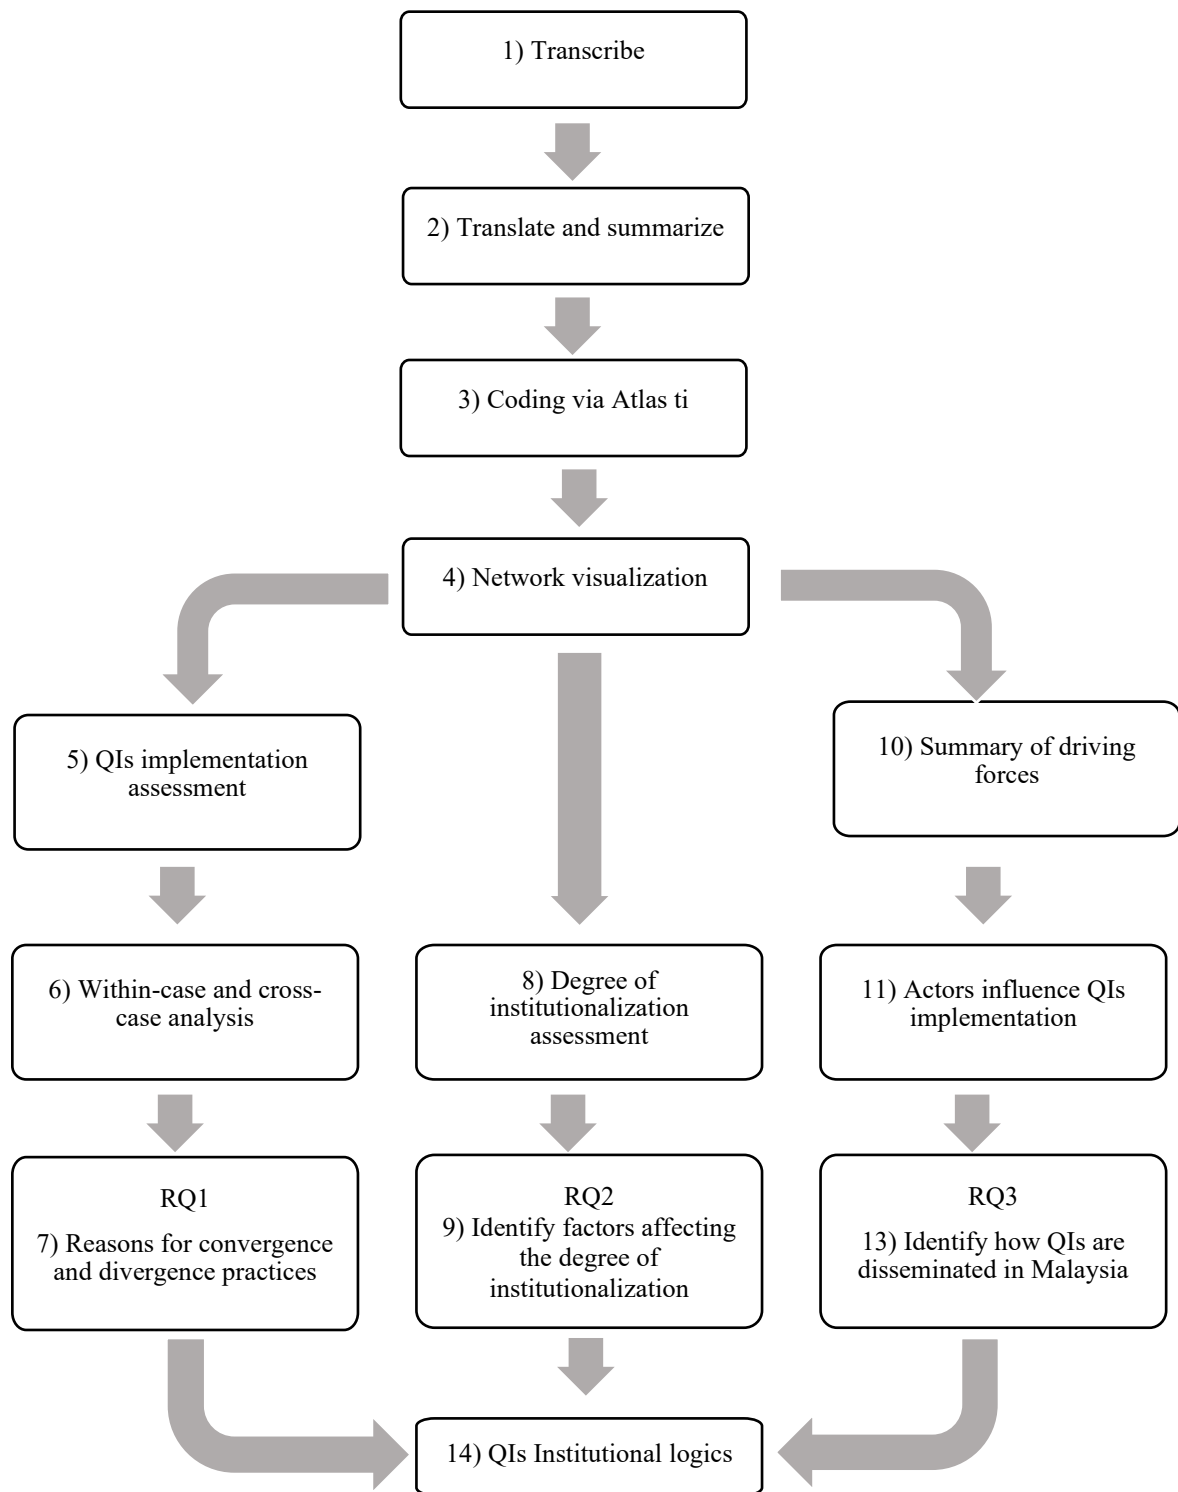 1) Transcribe
2) Translate and summarize
3) Coding via Atlas ti
4) Network visualization
5) QIs implementation
assessment
10) Summary of driving
forces
6) Within-case and cross-
case analysis
8) Degree of
institutionalization
assessment
11) Actors influence QIs
implementation
RQ1
7) Reasons for convergence
and divergence practices
RQ2
9) Identify factors affecting
the degree of
institutionalization
RQ3
13) Identify how QIs are
disseminated in Malaysia
14) QIs Institutional logics